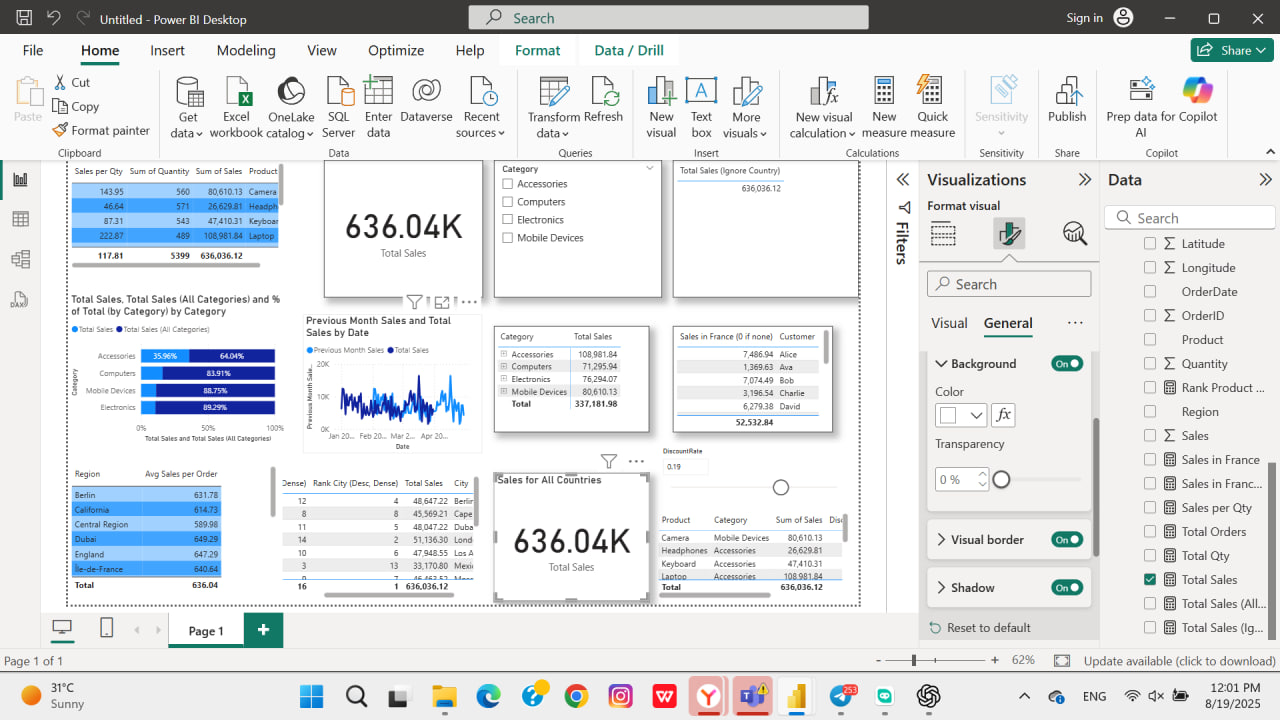 Untitled - Power BI Desktop
Search
Sign in
File Home Insert Modeling View Optimize Help Format Data / Drill
Share
Paste
Cut
Copy
Format painter
Clipboard
Get data
Excel workbook
OneLake catalog
SQL Server
Enter data
Dataverse
Recent sources
Data
Transform data
Refresh
Queries
New visual
Text box
More visuals
Insert
New visual calculation
New measure
Quick measure
Calculations
Sensitivity
Sensitivity
Publish
Share
Prep data for AI
Copilot
Copilot
Sales per Qty Sum of Quantity Sum of Sales Product
143.95 560 80,610.13 Camera
46.64 571 26,629.81 Headph
87.31 543 47,410.31 Keyboar
222.87 489 108,981.84 Laptop
117.81 5399 636,036.12
636.04K
Total Sales
Category
Accessories
Computers
Electronics
Mobile Devices
Total Sales (Ignore Country)
636,036.12
Total Sales, Total Sales (All Categories) and %
of Total (by Category) by Category
Total Sales Total Sales (All Categories)
Category
Accessories 35.96% 64.04%
Computers 83.91%
Mobile Devices 88.75%
Electronics 89.29%
0% 50% 100%
Total Sales and Total Sales (All Categories)
Previous Month Sales and Total
Sales by Date
Previous Month Sales Total Sales
Previous Month Sale...
20K
10K
0K
Jan 20... Feb 20... Mar 2... Apr 20...
Date
Category Total Sales
Accessories 108,981.84
Computers 71,295.94
Electronics 76,294.07
Mobile Devices 80,610.13
Total 337,181.98
Sales in France (0 if none) Customer
7,486.94 Alice
1,369.63 Ava
7,074.49 Bob
3,196.54 Charlie
6,279.38 David
52,532.84
Region Avg Sales per Order
Berlin 631.78
California 614.73
Central Region 589.98
Dubai 649.29
England 647.29
Île-de-France 640.64
Total 636.04
Dense) Rank City (Desc, Dense) Total Sales City
12 4 48,647.22 Berlin
8 8 45,569.21 Cape
11 5 48,047.22 Duba
14 2 51,136.30 Lond
10 6 47,948.55 Los A
3 13 33,170.80 Mexic
16 1 636,036.12
Sales for All Countries
636.04K
Total Sales
DiscountRate
0.19
Product Category Sum of Sales Disc
Camera Mobile Devices 80,610.13
Headphones Accessories 26,629.81
Keyboard Accessories 47,410.31
Laptop Accessories 108,981.84
Total 636,036.12
Filters
Visualizations
Format visual
Search
Visual General
Background On
Color
fx
Transparency
0 %
Visual border On
Shadow On
Reset to default
Data
Search
Latitude
Longitude
OrderDate
OrderID
Product
Quantity
Rank Product ...
Region
Sales
Sales in France
Sales in Franc...
Sales per Qty
Total Orders
Total Qty
Total Sales
Total Sales (All...
Total Sales (Ig...
Page 1
Page 1 of 1
62%
Update available (click to download)
31°C
Sunny
253
ENG
12:01 PM
8/19/2025